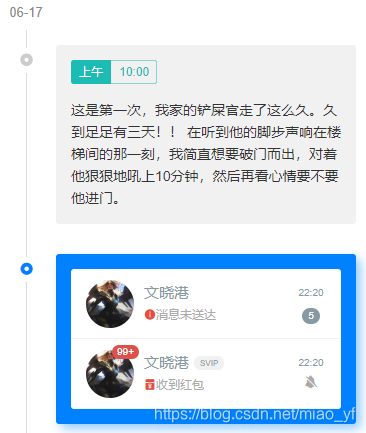 06-17
上午 10:00
这是第一次，我家的铲屎官走了这么久。久
到足足有三天！！ 在听到他的脚步声响在楼
梯间的那一刻，我简直想要破门而出，对着
他狠狠地吼上10分钟，然后再看心情要不要
他进门。
文晓港 22:20
消息未送达 5
99+
文晓港 SVIP 22:20
收到红包
https://blog.csdn.net/miao_yf